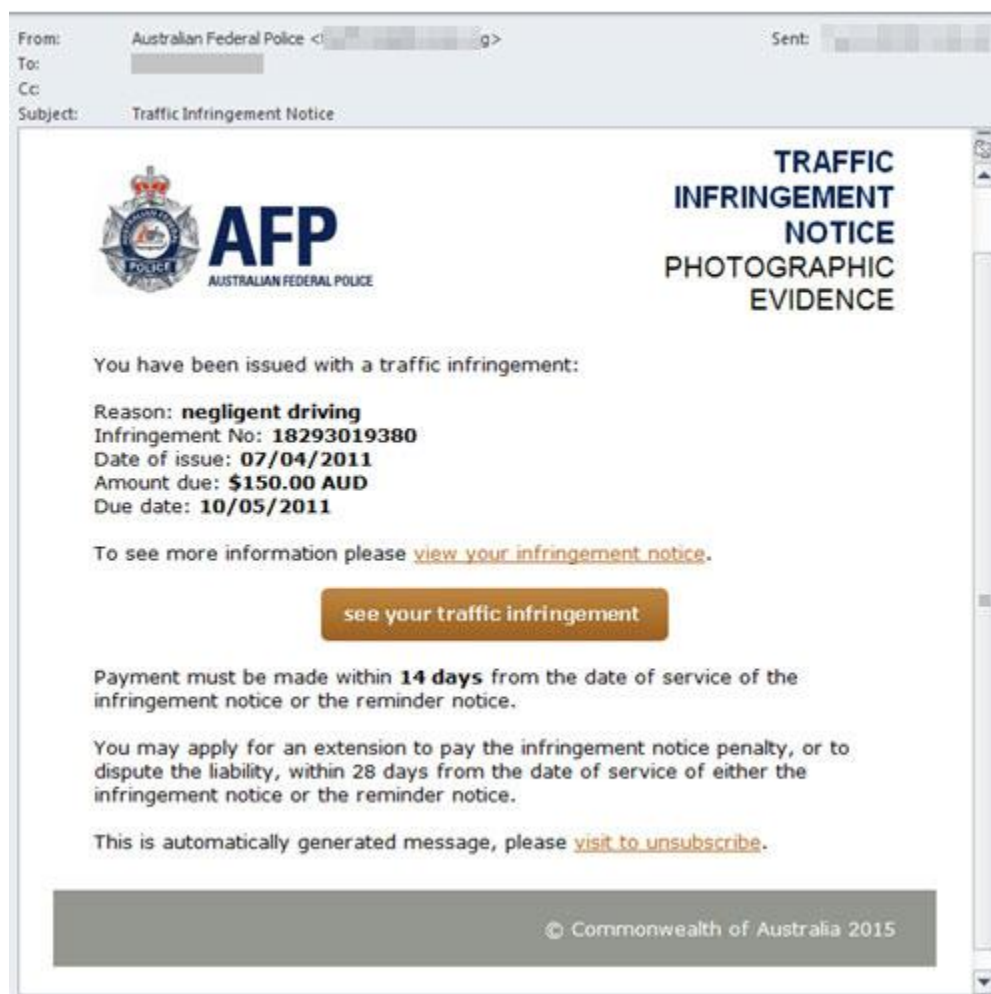 From: Australian Federal Police < g> Sent:
To:
Cc:
Subject: Traffic Infringement Notice
TRAFFIC
INFRINGEMENT
NOTICE
PHOTOGRAPHIC
EVIDENCE
AUSTRALIAN FEDERAL
POLICE
AFP
AUSTRALIAN FEDERAL POLICE
You have been issued with a traffic infringement:
Reason: negligent driving
Infringement No: 18293019380
Date of issue: 07/04/2011
Amount due: $150.00 AUD
Due date: 10/05/2011
To see more information please view your infringement notice.
see your traffic infringement
Payment must be made within 14 days from the date of service of the
infringement notice or the reminder notice.
You may apply for an extension to pay the infringement notice penalty, or to
dispute the liability, within 28 days from the date of service of either the
infringement notice or the reminder notice.
This is automatically generated message, please visit to unsubscribe.
© Commonwealth of Australia 2015